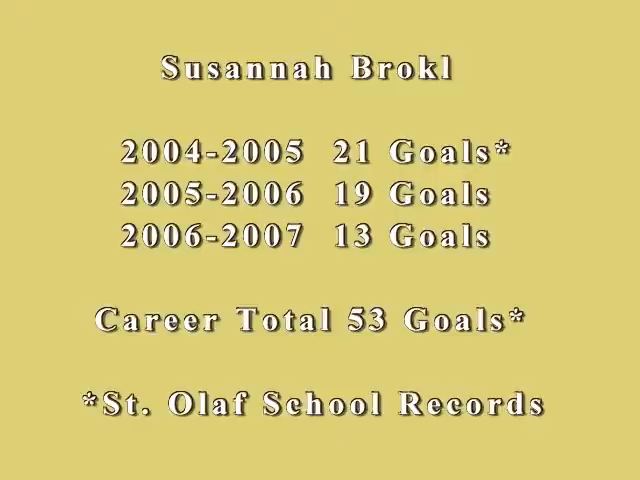 Susannah Brokl
2004-2005 21 Goals*
2005-2006 19 Goals
2006-2007 13 Goals
Career Total 53 Goals*
*St. Olaf School Records